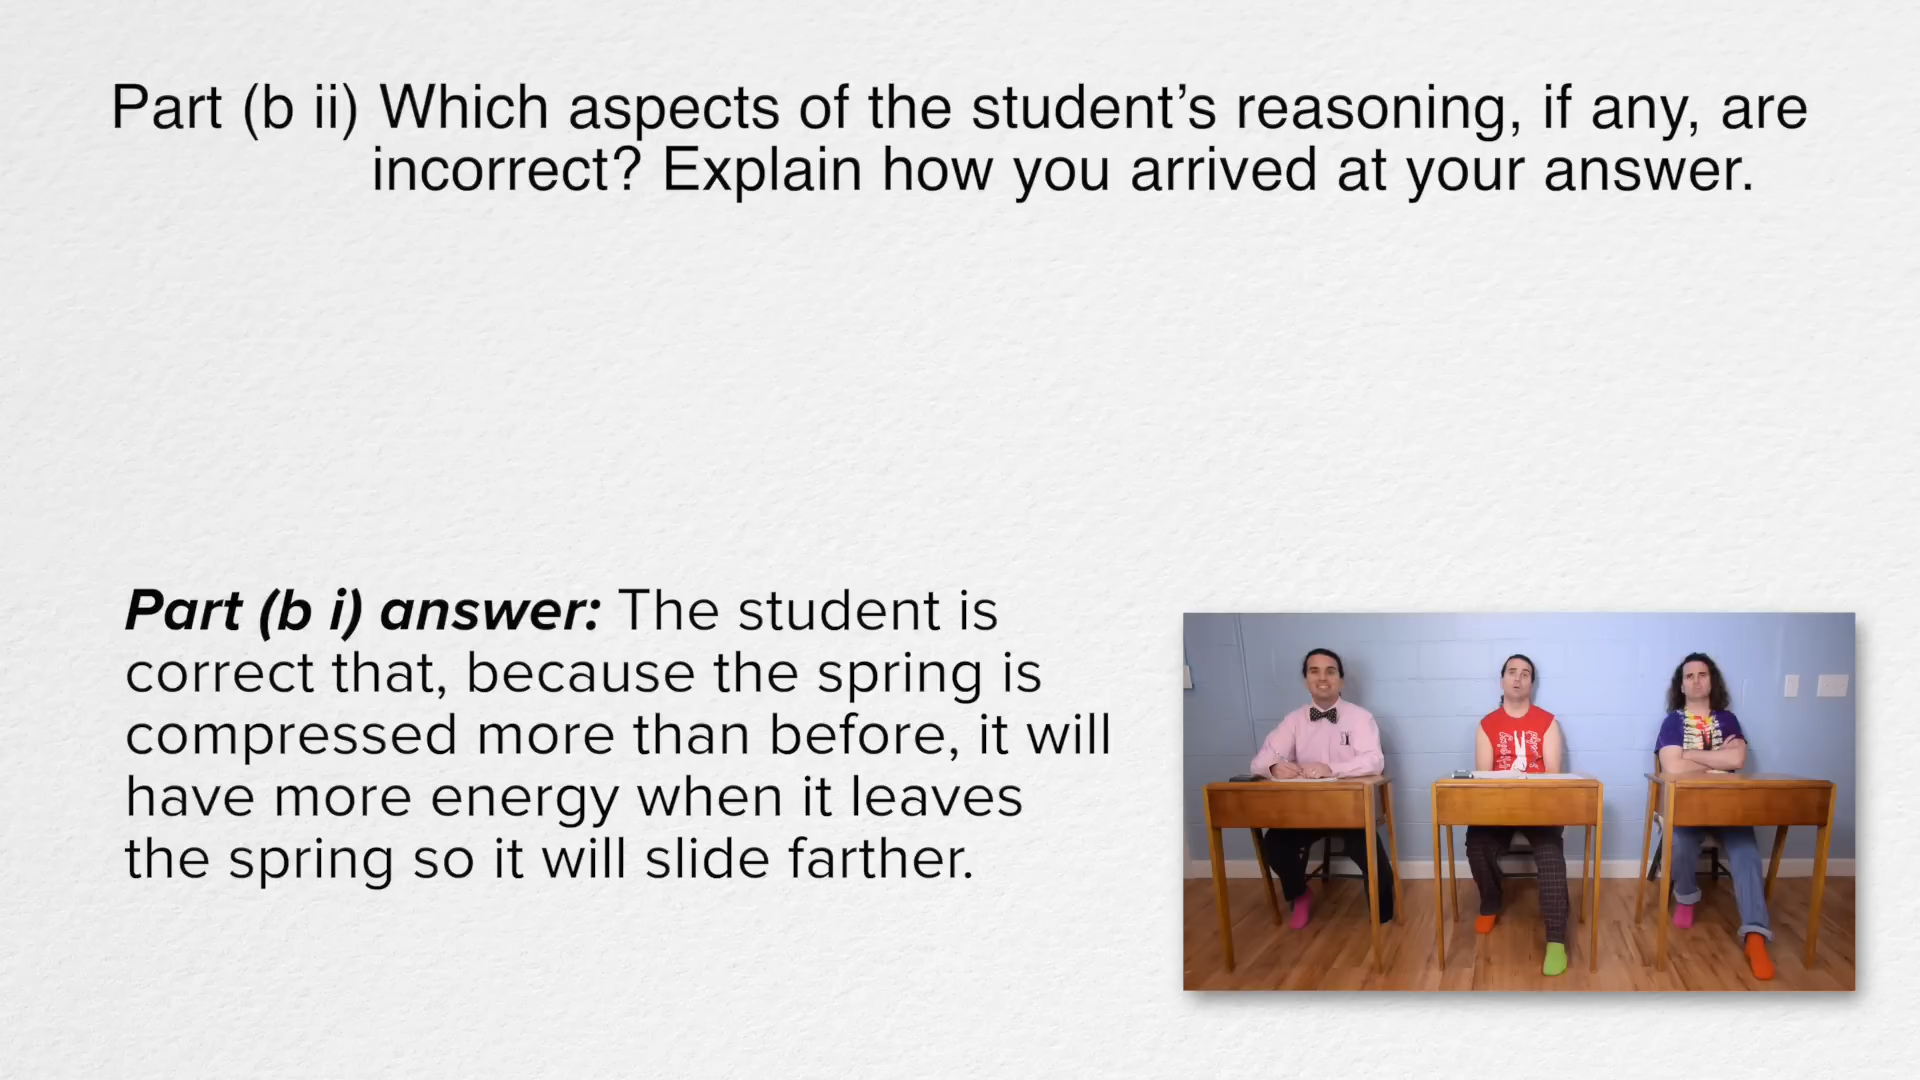 Part (b ii) Which aspects of the student’s reasoning, if any, are
incorrect? Explain how you arrived at your answer.
Part (b i) answer: The student is
correct that, because the spring is
compressed more than before, it will
have more energy when it leaves
the spring so it will slide farther.